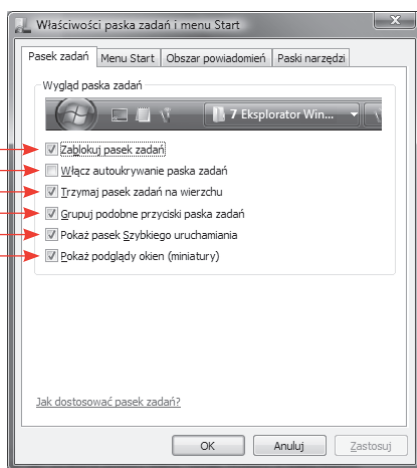 Właściwości paska zadań i menu Start
Pasek zadań Menu Start Obszar powiadomień Paski narzędzi
Wygląd paska zadań
7 Eksplorator Win...
Zablokuj pasek zadań
Włącz autoukrywanie paska zadań
Trzymaj pasek zadań na wierzchu
Grupuj podobne przyciski paska zadań
Pokaż pasek Szybkiego uruchamiania
Pokaż podglądy okien (miniatury)
Jak dostosować pasek zadań?
OK Anuluj Zastosuj